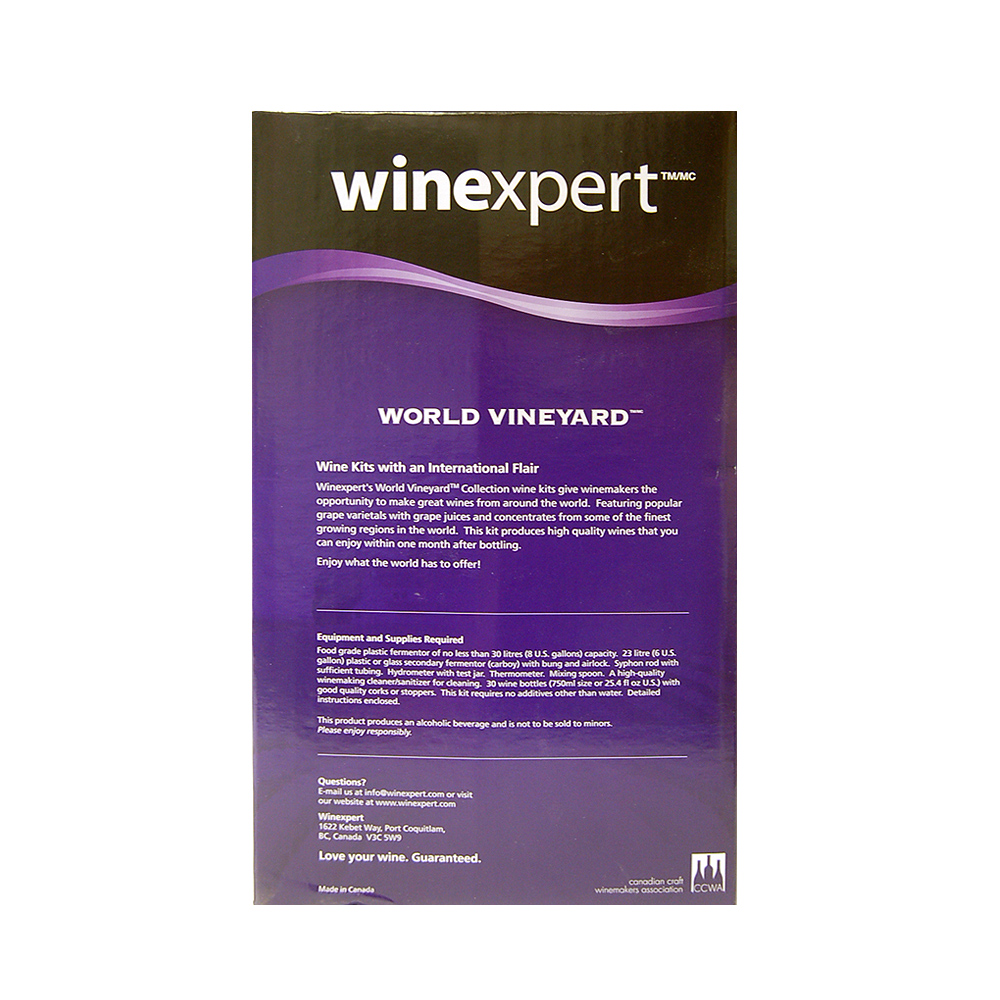 winexpert™/MC
WORLD VINEYARD™/MC
Wine Kits with an International Flair
Winexpert's World Vineyard™ Collection wine kits give winemakers the
opportunity to make great wines from around the world. Featuring popular
grape varietals with grape juices and concentrates from some of the finest
growing regions in the world. This kit produces high quality wines that you
can enjoy within one month after bottling.
Enjoy what the world has to offer!
Equipment and Supplies Required
Food grade plastic fermentor of no less than 30 litres (8 U.S. gallons) capacity. 23 litre (6 U.S.
gallon) plastic or glass secondary fermentor (carboy) with bung and airlock. Syphon rod with
sufficient tubing. Hydrometer with test jar. Thermometer. Mixing spoon. A high-quality
winemaking cleaner/sanitizer for cleaning. 30 wine bottles (750ml size or 25.4 fl oz U.S.) with
good quality corks or stoppers. This kit requires no additives other than water. Detailed
instructions enclosed.
This product produces an alcoholic beverage and is not to be sold to minors.
Please enjoy responsibly.
Questions?
E-mail us at info@winexpert.com or visit
our website at www.winexpert.com
Winexpert
1622 Kebet Way, Port Coquitlam,
BC, Canada V3C 5W9
Love your wine. Guaranteed.
Made in Canada
canadian craft
winemakers association
CCWA